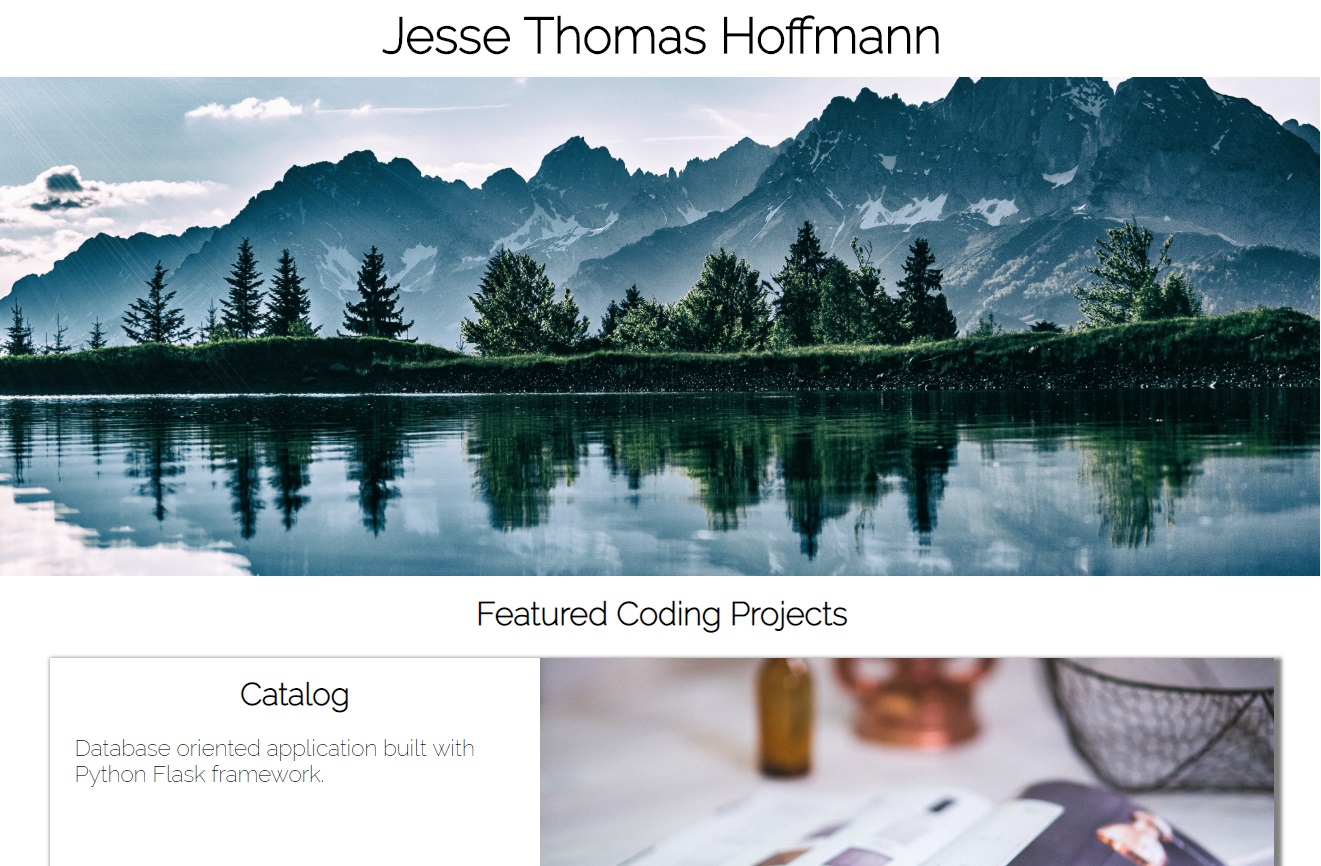 Jesse Thomas Hoffmann
Featured Coding Projects
Catalog
Database oriented application built with
Python Flask framework.